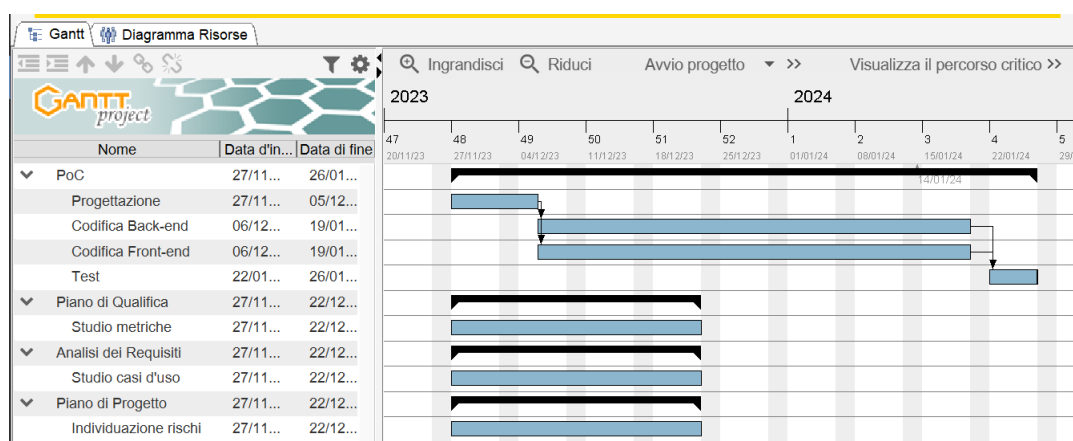 Gantt Diagramma Risorse
Ingrandisci Riduci Avvio progetto >> Visualizza il percorso critico >>
GANTT project
2023 2024
47 48 49 50 51 52 1 2 3 4 5
20/11/23 27/11/23 04/12/23 11/12/23 18/12/23 25/12/23 01/01/24 08/01/24 15/01/24 22/01/24 29/
Nome Data d'in... Data di fine
14/01/24
PoC 27/11... 26/01...
Progettazione 27/11... 05/12...
Codifica Back-end 06/12... 19/01...
Codifica Front-end 06/12... 19/01...
Test 22/01... 26/01...
Piano di Qualifica 27/11... 22/12...
Studio metriche 27/11... 22/12...
Analisi dei Requisiti 27/11... 22/12...
Studio casi d'uso 27/11... 22/12...
Piano di Progetto 27/11... 22/12...
Individuazione rischi 27/11... 22/12...